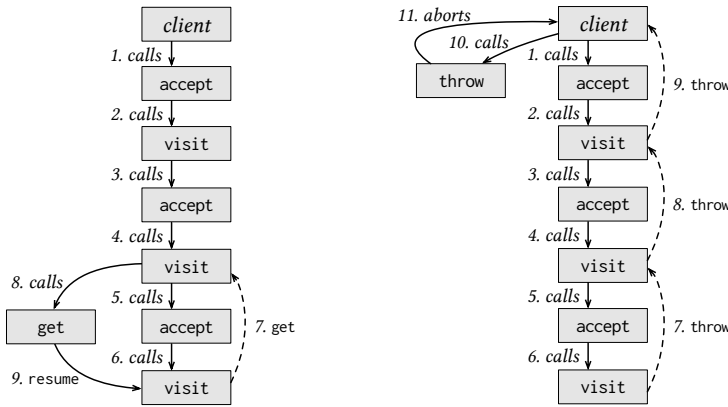 client
1. calls
accept
2. calls
visit
3. calls
accept
4. calls
visit
8. calls
5. calls
get
accept
7. get
6. calls
9. resume
visit
11. aborts
client
10. calls
1. calls
throw
accept
9. throw
2. calls
visit
3. calls
accept
8. throw
4. calls
visit
5. calls
accept
7. throw
6. calls
visit